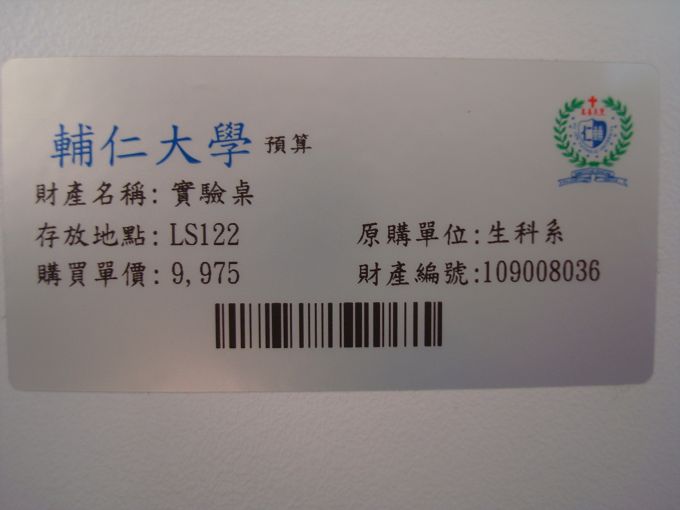 輔仁大學 預算
財產名稱: 實驗桌
存放地點: LS122 原購單位:生科系
購買單價: 9,975 財產編號:109008036